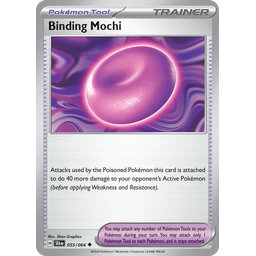 Pokémon Tool TRAINER
Binding Mochi
Attacks used by the Poisoned Pokémon this card is attached
to do 40 more damage to your opponent's Active Pokémon
(before applying Weakness and Resistance).
You may attach any number of Pokémon Tools to your
Pokémon during your turn. You may attach only 1
Pokémon Tool to each Pokémon, and it stays attached.
055/064